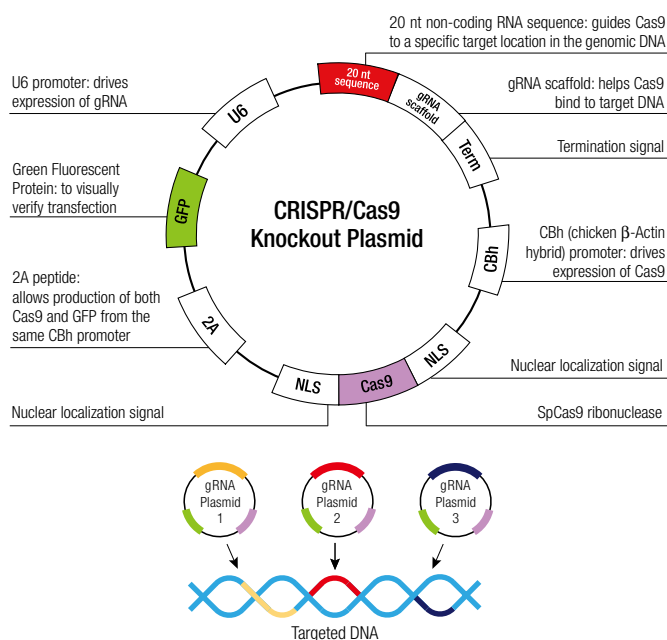 20 nt non-coding RNA sequence: guides Cas9
to a specific target location in the genomic DNA
U6 promoter: drives
expression of gRNA
gRNA scaffold: helps Cas9
bind to target DNA
Termination signal
Green Fluorescent
Protein: to visually
verify transfection
CBh (chicken β-Actin
hybrid) promoter: drives
expression of Cas9
2A peptide:
allows production of both
Cas9 and GFP from the
same CBh promoter
Nuclear localization signal
Nuclear localization signal
SpCas9 ribonuclease
20 nt
sequence
gRNA
scaffold
Term
CBh
NLS
Cas9
NLS
2A
GFP
U6
CRISPR/Cas9
Knockout Plasmid
gRNA
Plasmid
1
gRNA
Plasmid
2
gRNA
Plasmid
3
Targeted DNA